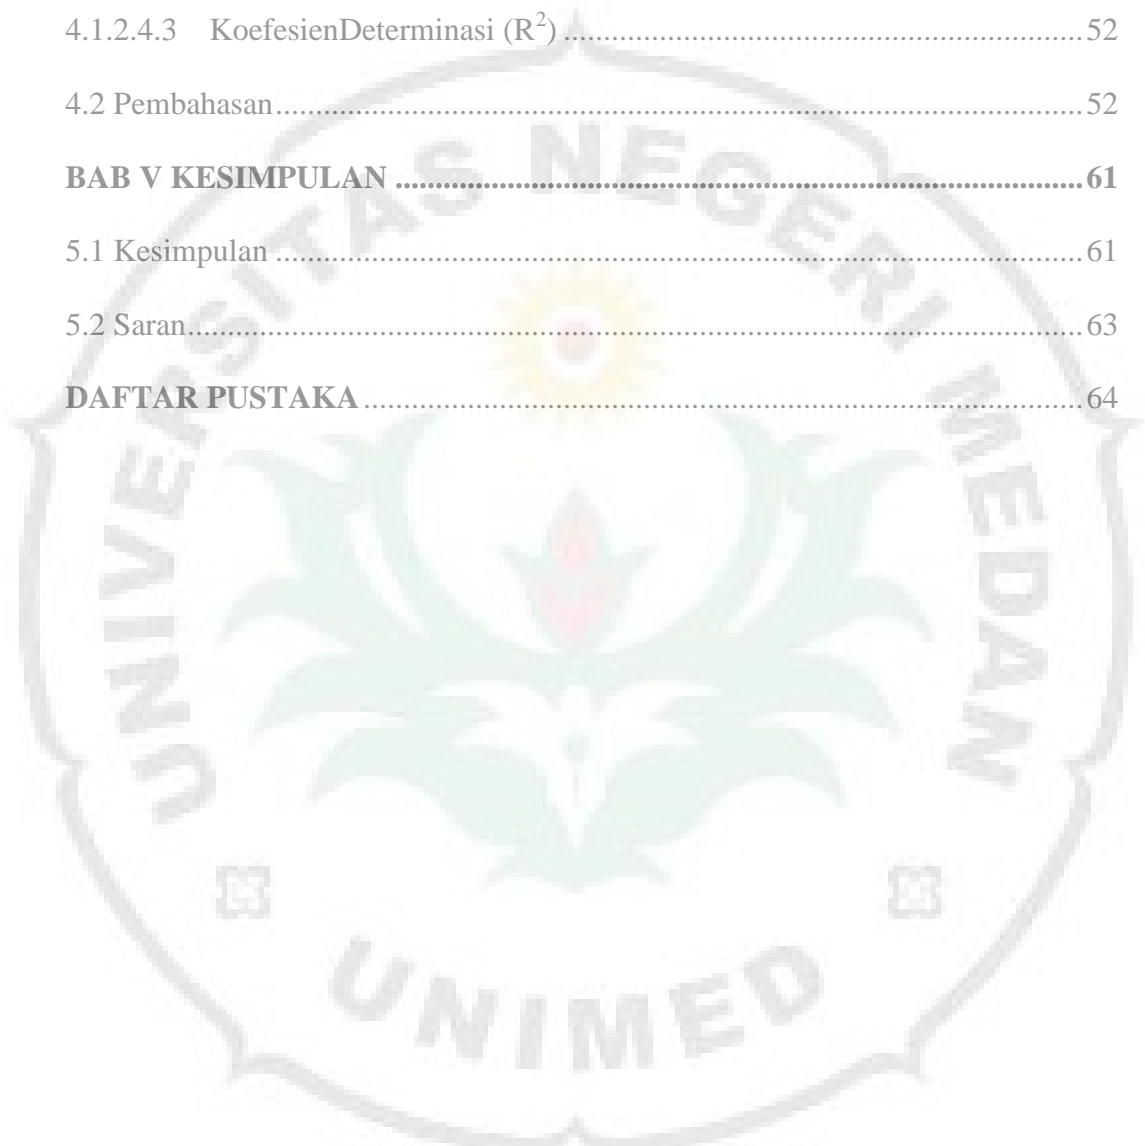 4.1.2.4.3 KoefesienDeterminasi (R²) ........ 52
4.2 Pembahasan ........ 52
BAB V KESIMPULAN ........ 61
5.1 Kesimpulan ........ 61
5.2 Saran ........ 63
DAFTAR PUSTAKA ........ 64
UNIVERSITAS NEGERI MEDAN
UNIMED